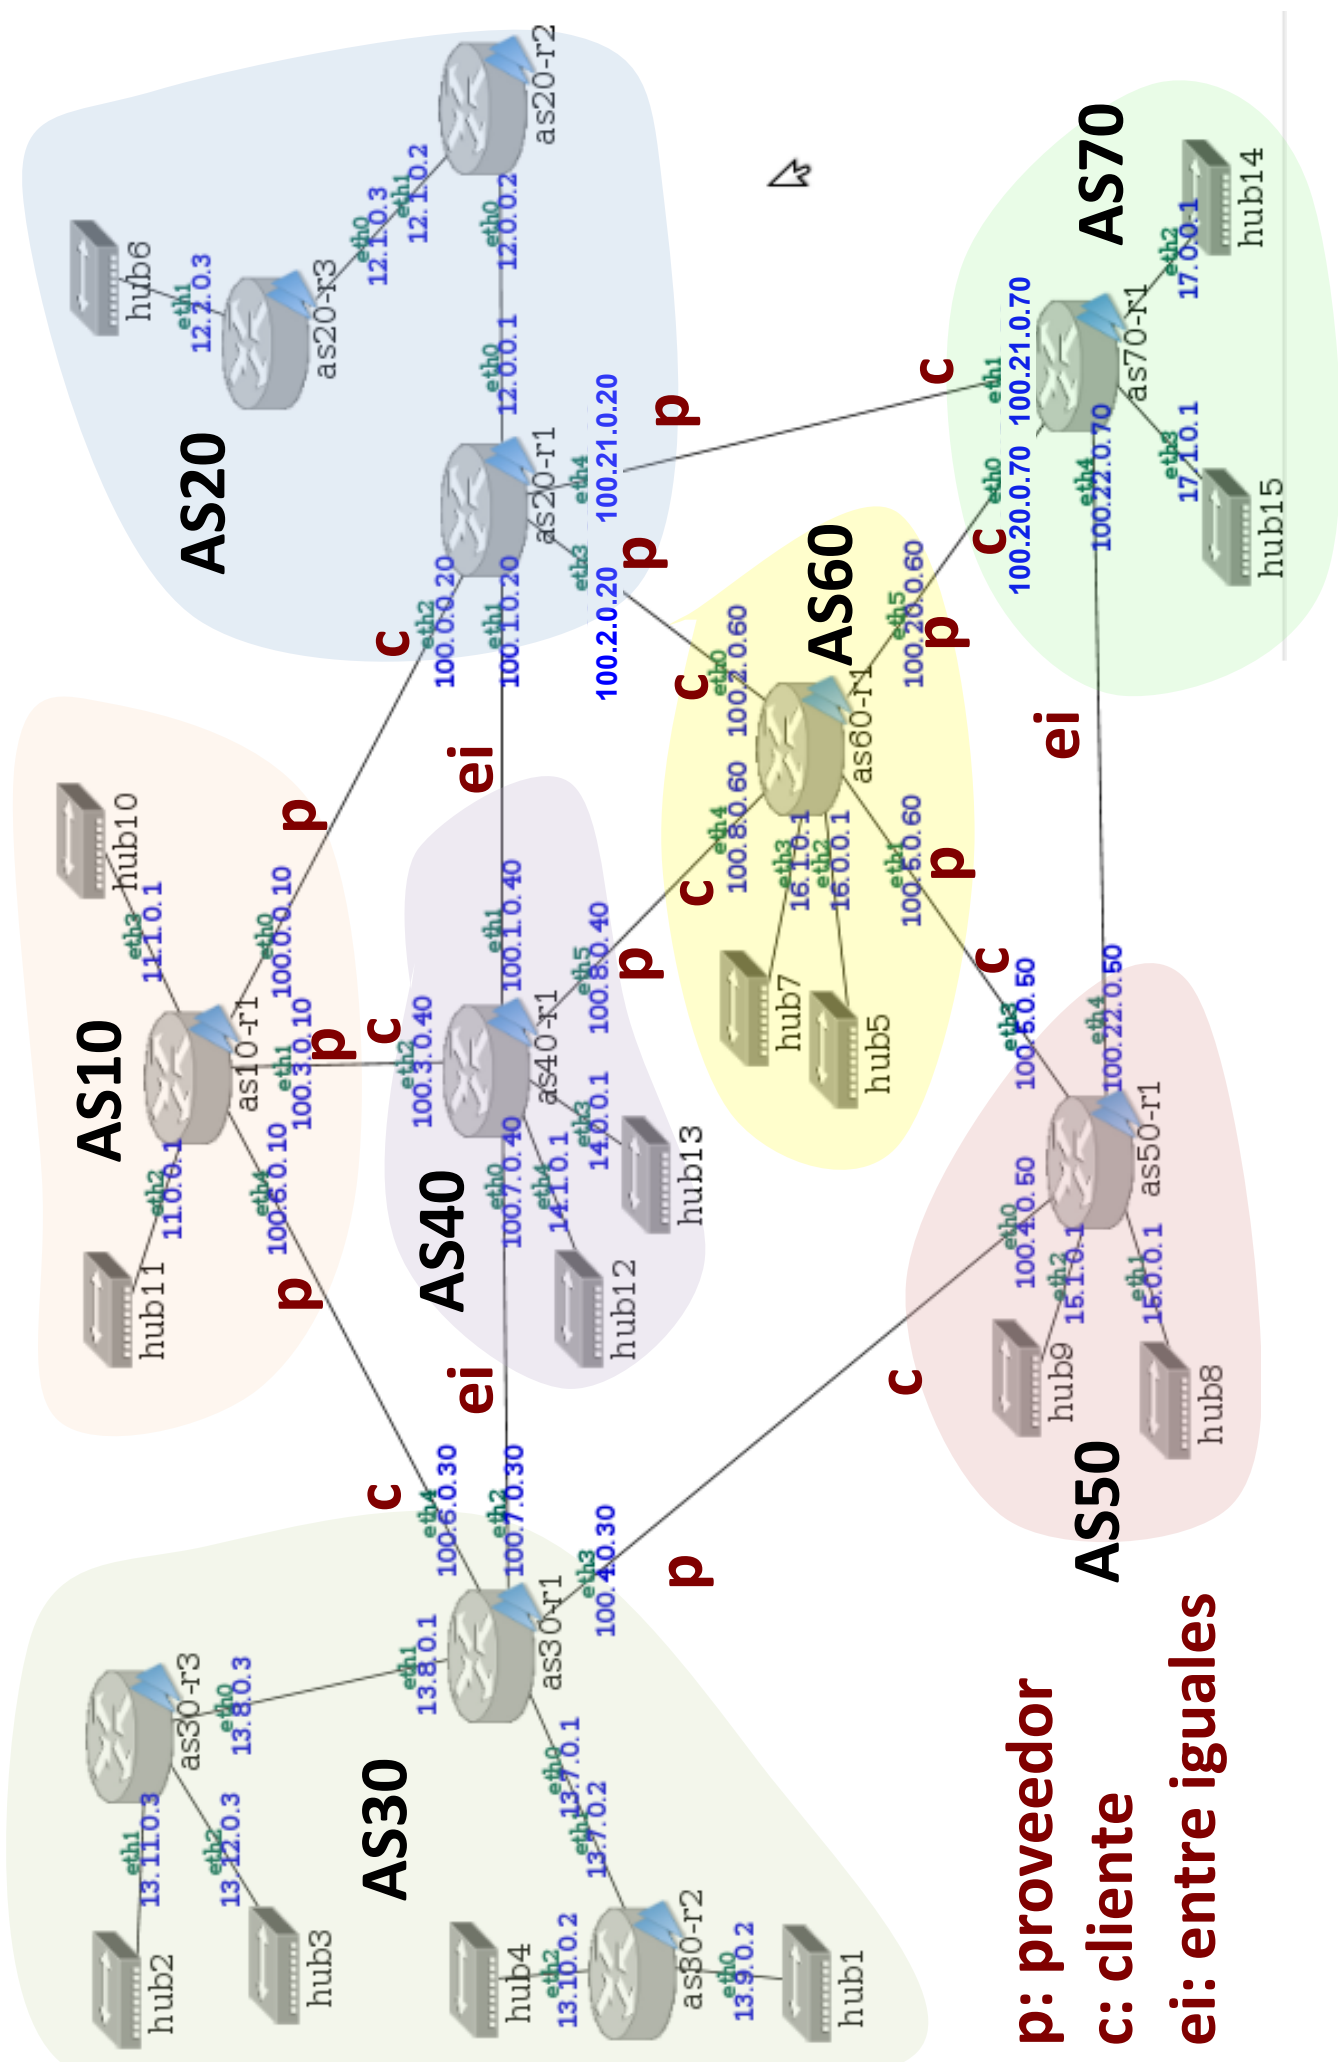 AS10
hub11
hub10
eth2
11.0.0.1
eth3
11.1.0.1
as10-r1
eth4
100.6.0.10
eth1
100.3.0.10
eth0
100.0.0.10
p
p
p
AS20
hub6
eth1
12.2.0.3
as20-r3
eth0
12.1.0.3
eth1
12.1.0.2
as20-r2
eth0
12.0.0.2
eth0
12.0.0.1
as20-r1
eth2
100.0.0.20
eth1
100.1.0.20
eth3
100.2.0.20
eth4
100.21.0.20
c
ei
p
p
AS30
hub2
hub3
eth1
13.11.0.3
eth2
13.12.0.3
as30-r3
eth0
13.8.0.3
eth1
13.8.0.1
as30-r1
eth4
100.6.0.30
eth2
100.7.0.30
eth3
100.4.0.30
eth0
13.7.0.1
eth1
13.7.0.2
as30-r2
hub4
eth2
13.10.0.2
eth0
13.9.0.2
hub1
c
ei
p
AS40
eth2
100.3.0.40
as40-r1
eth0
100.7.0.40
eth1
100.1.0.40
eth4
14.1.0.1
eth3
14.0.0.1
eth5
100.8.0.40
hub12
hub13
c
p
AS60
eth4
100.8.0.60
eth0
100.2.0.60
as60-r1
eth3
16.1.0.1
eth2
16.0.0.1
eth1
100.5.0.60
eth5
100.20.0.60
hub7
hub5
c
c
p
p
AS50
eth0
100.4.0.50
eth3
100.5.0.50
eth4
100.22.0.50
as50-r1
eth2
15.1.0.1
eth1
15.0.0.1
hub9
hub8
c
c
ei
AS70
eth0
100.20.0.70
eth1
100.21.0.70
eth4
100.22.0.70
as70-r1
eth3
17.1.0.1
eth2
17.0.0.1
hub15
hub14
c
c
p: proveedor
c: cliente
ei: entre iguales